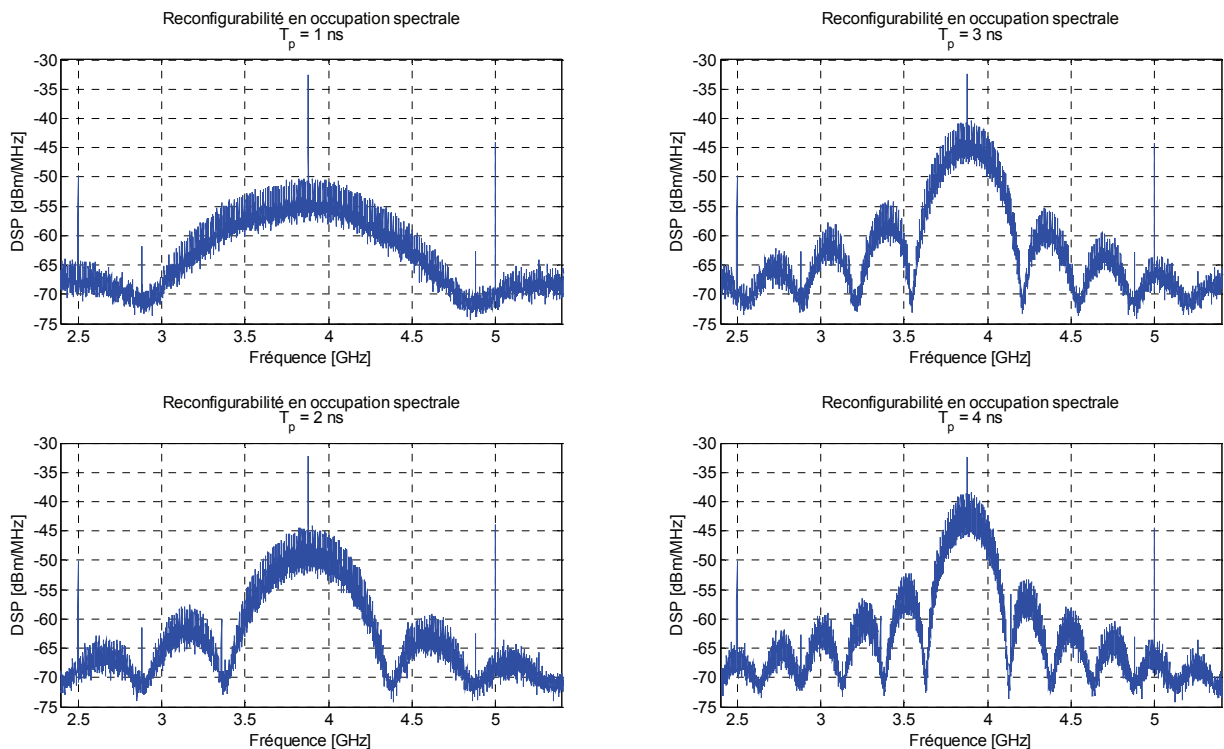 Reconfigurabilité en occupation spectrale
T_p = 1 ns
-30
-35
-40
-45
-50
-55
-60
-65
-70
-75
DSP [dBm/MHz]
2.5 3 3.5 4 4.5 5
Fréquence [GHz]
Reconfigurabilité en occupation spectrale
T_p = 3 ns
-30
-35
-40
-45
-50
-55
-60
-65
-70
-75
DSP [dBm/MHz]
2.5 3 3.5 4 4.5 5
Fréquence [GHz]
Reconfigurabilité en occupation spectrale
T_p = 2 ns
-30
-35
-40
-45
-50
-55
-60
-65
-70
-75
DSP [dBm/MHz]
2.5 3 3.5 4 4.5 5
Fréquence [GHz]
Reconfigurabilité en occupation spectrale
T_p = 4 ns
-30
-35
-40
-45
-50
-55
-60
-65
-70
-75
DSP [dBm/MHz]
2.5 3 3.5 4 4.5 5
Fréquence [GHz]